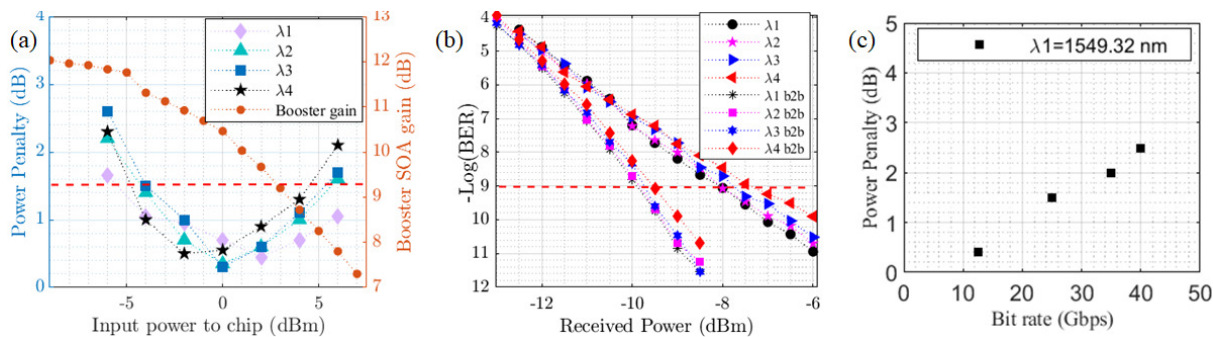 (a)
Power Penalty (dB)
4
3
2
1
0
-5
0
5
Input power to chip (dBm)
λ1
λ2
λ3
λ4
Booster gain
13
12
11
10
9
8
7
Booster SOA gain (dB)
(b)
-Log(BER)
4
5
6
7
8
9
10
11
12
-12
-10
-8
-6
Received Power (dBm)
λ1
λ2
λ3
λ4
λ1 b2b
λ2 b2b
λ3 b2b
λ4 b2b
(c)
Power Penalty (dB)
5
4
3
2
1
0
0
10
20
30
40
50
Bit rate (Gbps)
λ1=1549.32 nm